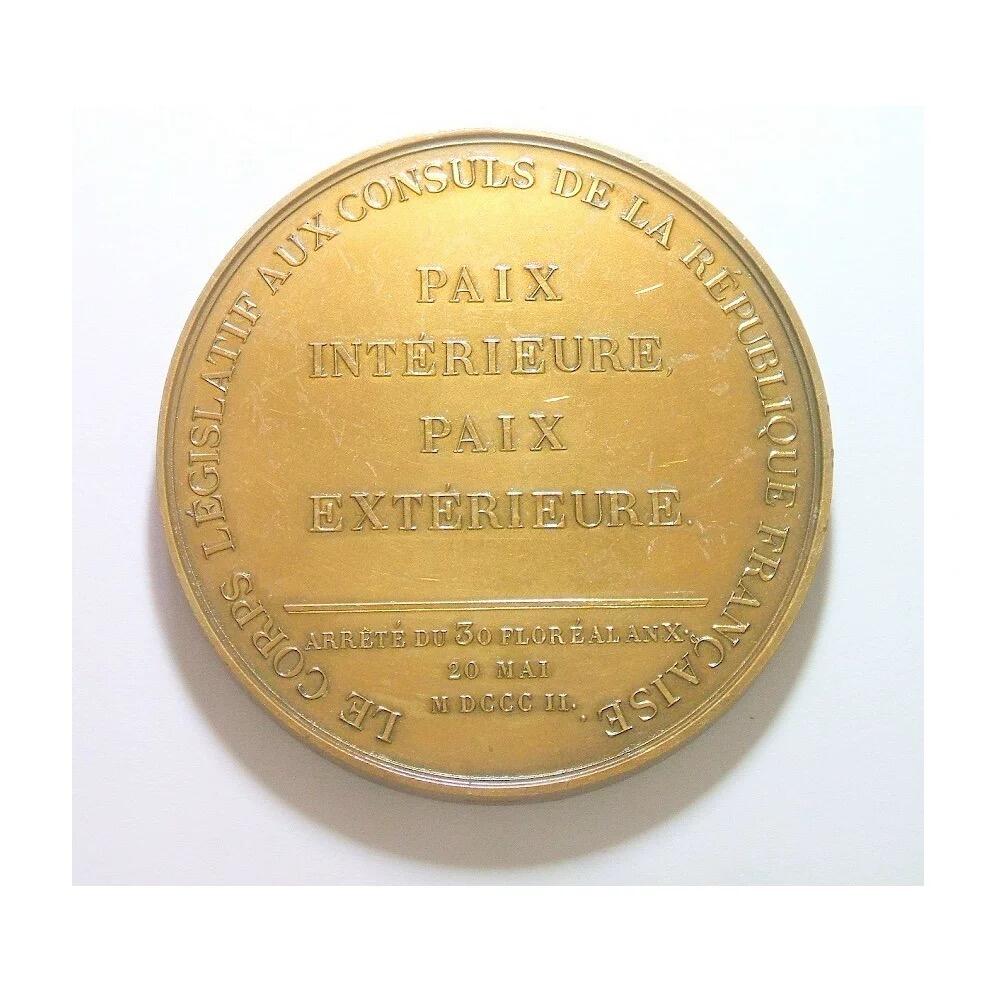 LE CORPS LÉGISLATIF AUX CONSULS DE LA RÉPUBLIQUE FRANÇAISE.
PAIX
INTÉRIEURE,
PAIX
EXTÉRIEURE.
ARRÊTÉ DU 30 FLORÉAL AN X.
20 MAI
M DCCC II.